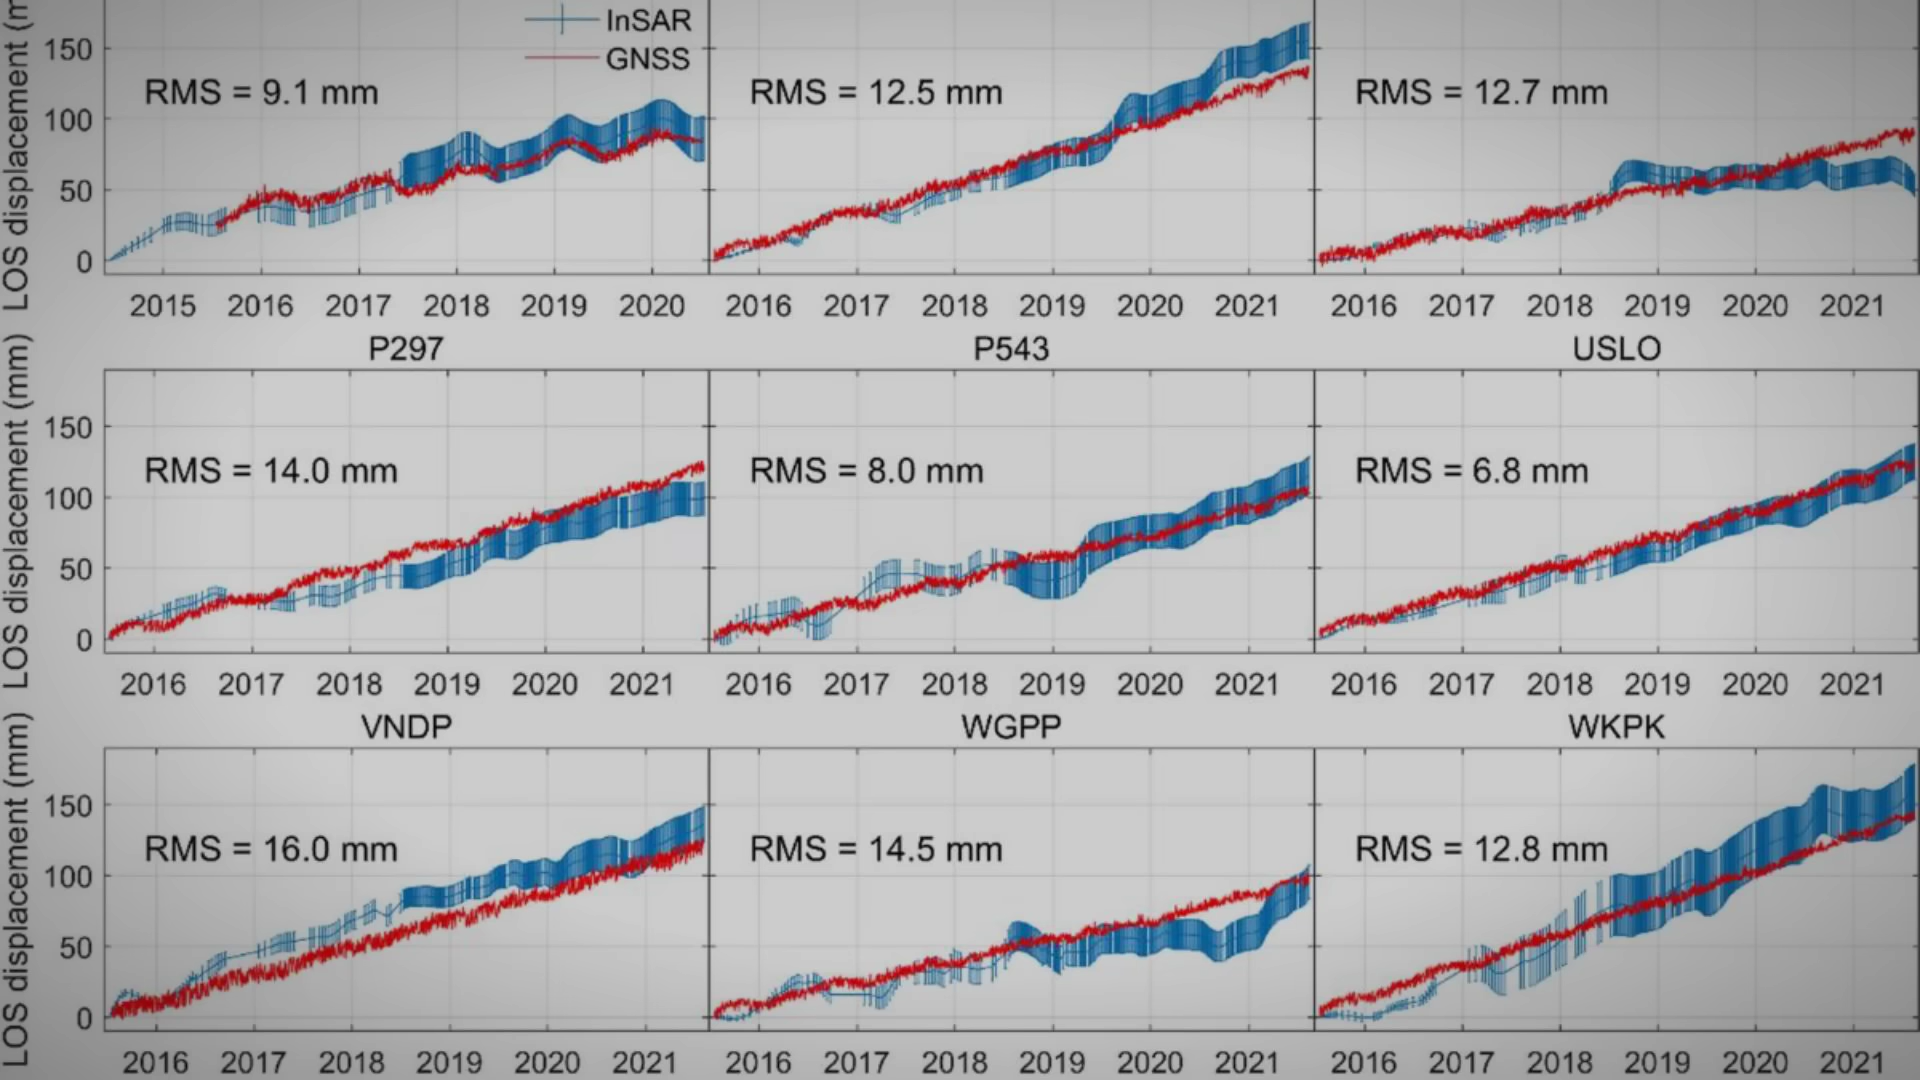 LOS displacement (m
150
100
50
0
InSAR
GNSS
RMS = 9.1 mm
RMS = 12.5 mm
RMS = 12.7 mm
2015 2016 2017 2018 2019 2020
2016 2017 2018 2019 2020 2021
2016 2017 2018 2019 2020 2021
P297
P543
USLO
LOS displacement (mm)
150
100
50
0
RMS = 14.0 mm
RMS = 8.0 mm
RMS = 6.8 mm
2016 2017 2018 2019 2020 2021
2016 2017 2018 2019 2020 2021
2016 2017 2018 2019 2020 2021
VNDP
WGPP
WKPK
LOS displacement (mm)
150
100
50
0
RMS = 16.0 mm
RMS = 14.5 mm
RMS = 12.8 mm
2016 2017 2018 2019 2020 2021
2016 2017 2018 2019 2020 2021
2016 2017 2018 2019 2020 2021